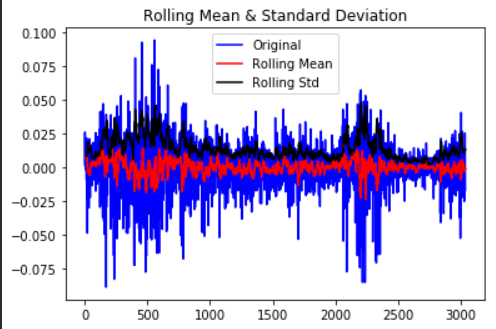 Rolling Mean & Standard Deviation
Original
Rolling Mean
Rolling Std
0.100
0.075
0.050
0.025
0.000
−0.025
−0.050
−0.075
0 500 1000 1500 2000 2500 3000